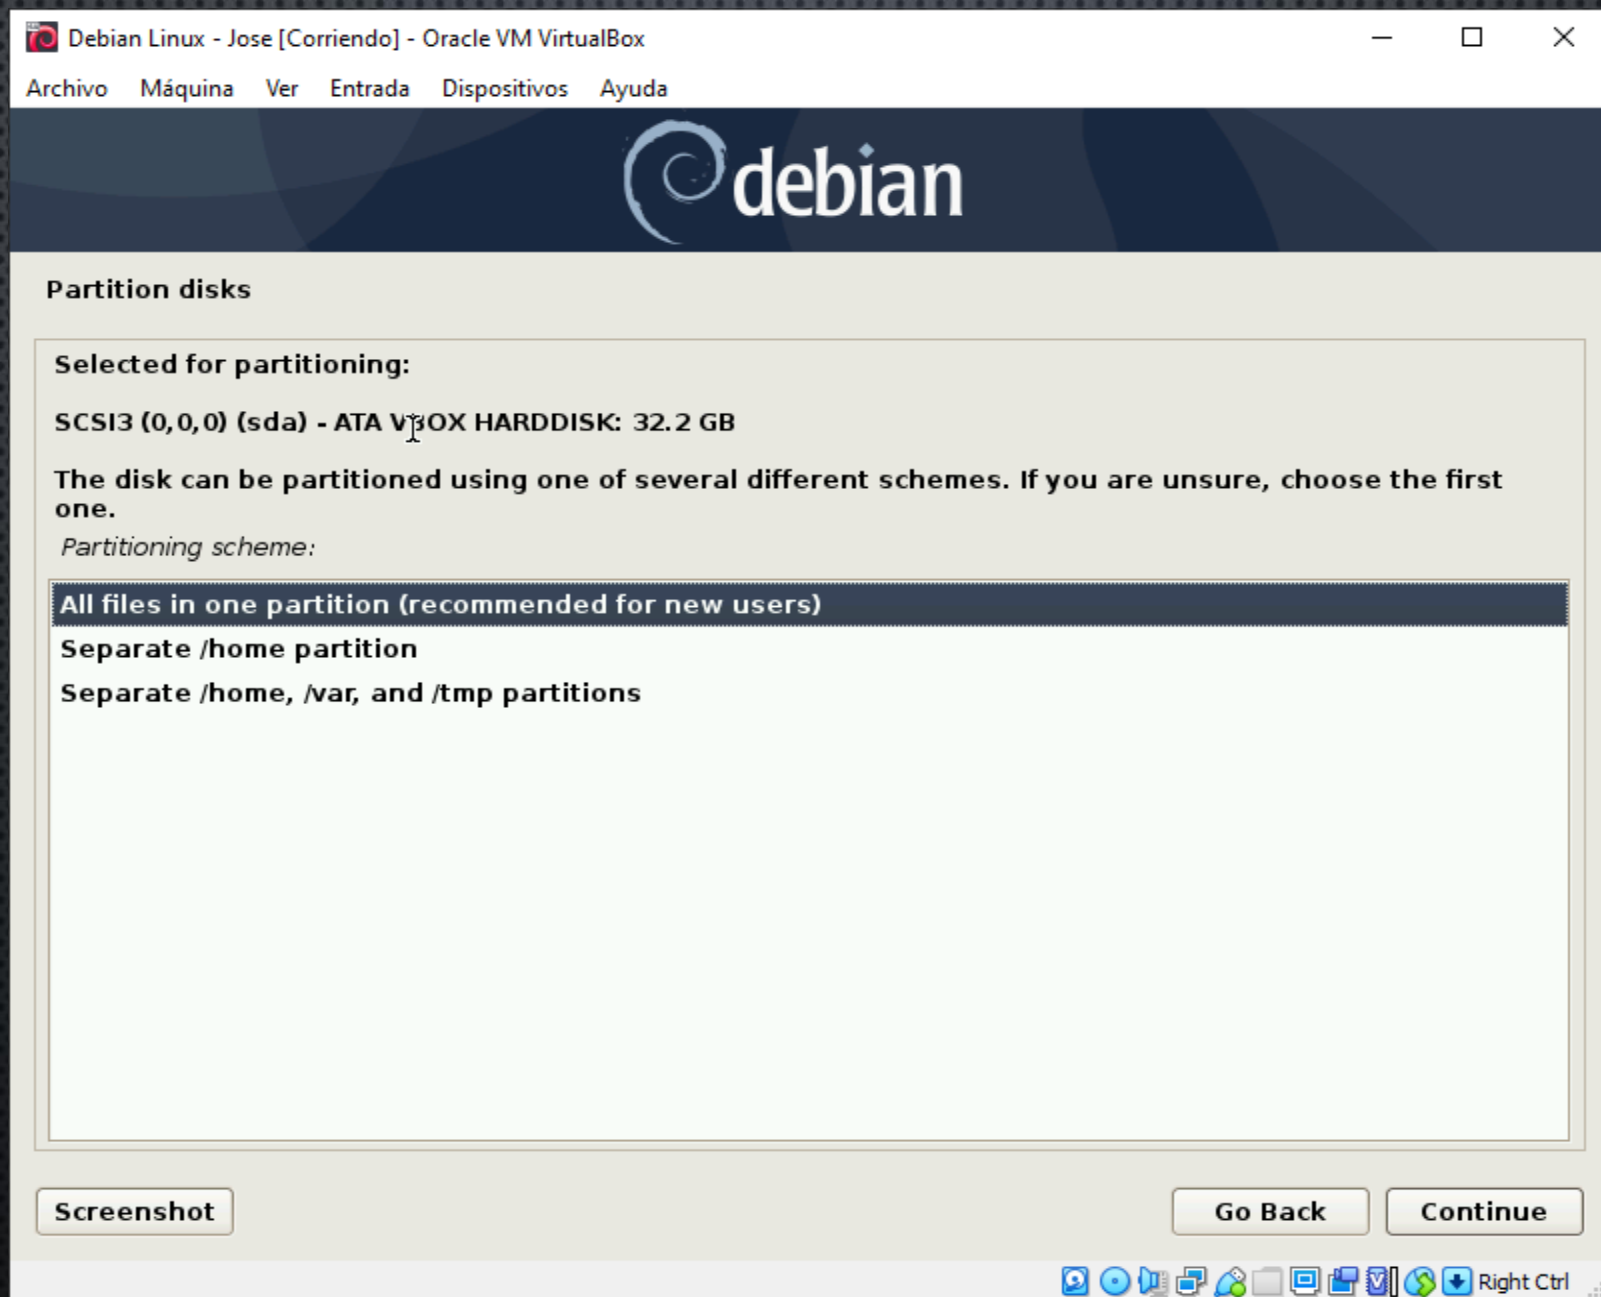 Debian Linux - Jose [Corriendo] - Oracle VM VirtualBox
Archivo Máquina Ver Entrada Dispositivos Ayuda
debian
Partition disks
Selected for partitioning:
SCSI3 (0,0,0) (sda) - ATA VBOX HARDDISK: 32.2 GB
The disk can be partitioned using one of several different schemes. If you are unsure, choose the first
one.
Partitioning scheme:
All files in one partition (recommended for new users)
Separate /home partition
Separate /home, /var, and /tmp partitions
Screenshot Go Back Continue
Right Ctrl